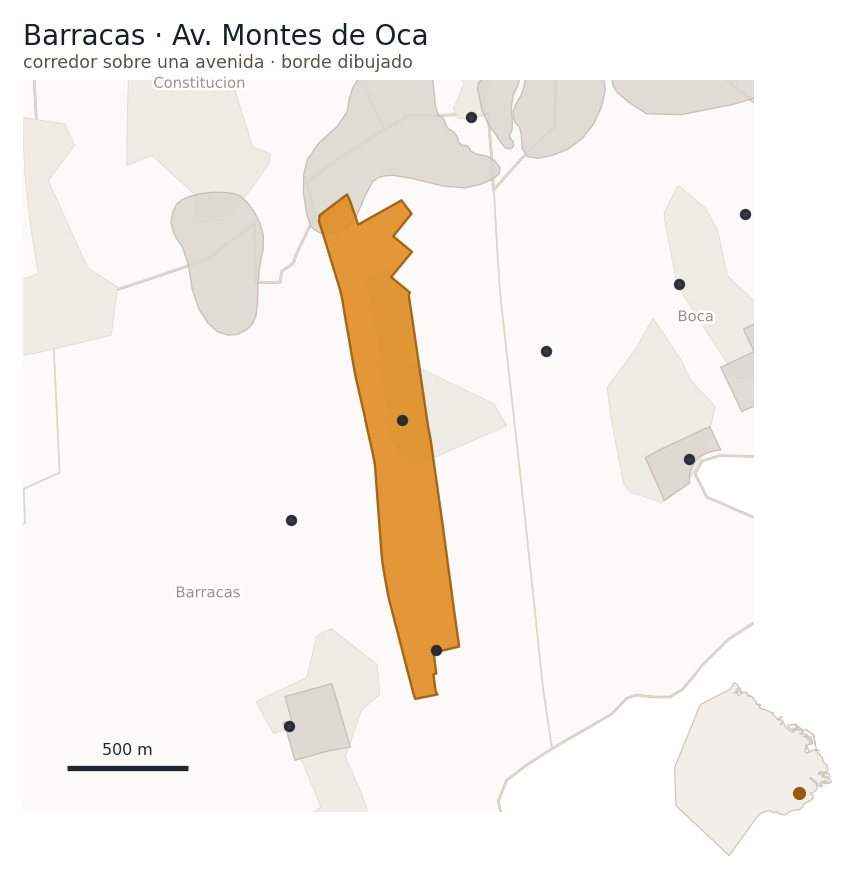 Barracas · Av. Montes de Oca
corredor sobre una avenida · borde dibujado
Constitucion
Boca
Barracas
500 m